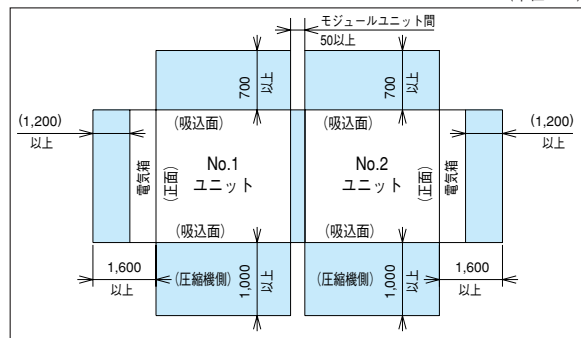 モジュールユニット間
50以上
700
以上
700
以上
(1,200)
以上
(吸込面)
(吸込面)
(1,200)
以上
電気箱
(正面)
No.1
ユニット
No.2
ユニット
(正面)
電気箱
(吸込面)
(吸込面)
1,600
以上
(圧縮機側)
1,000
以上
(圧縮機側)
1,000
以上
1,600
以上